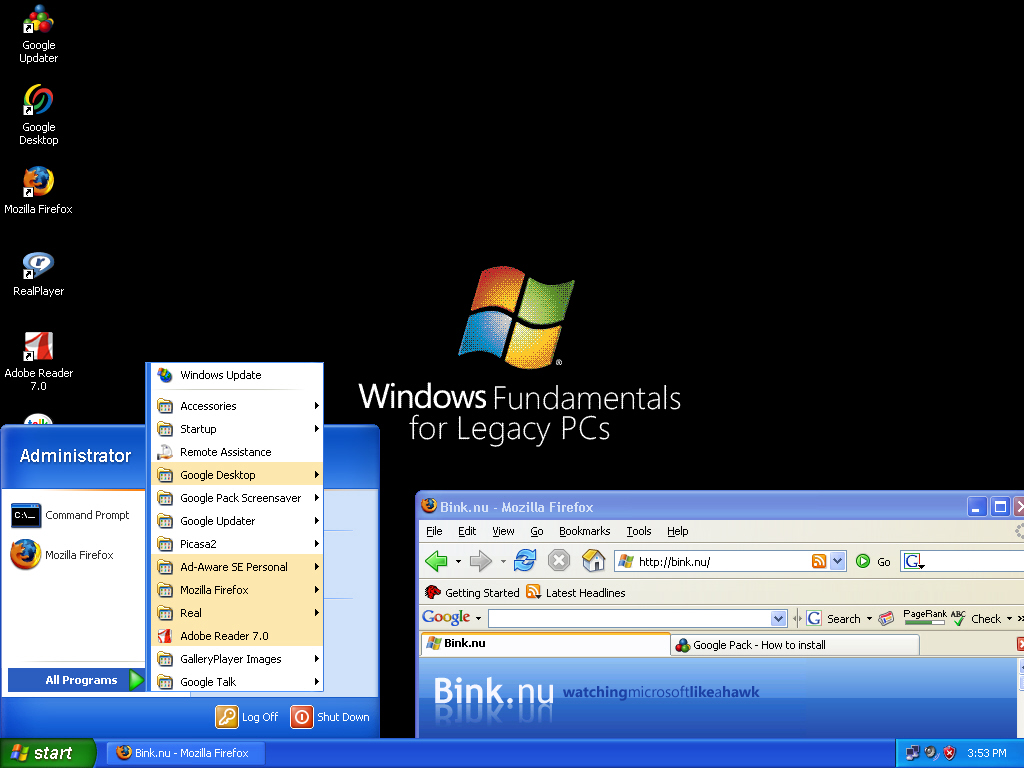 Google
Updater
Google
Desktop
Mozilla Firefox
RealPlayer
Adobe Reader
7.0
Windows Fundamentals
for Legacy PCs
Administrator
Command Prompt
Mozilla Firefox
All Programs
Log Off
Shut Down
Windows Update
Accessories
Startup
Remote Assistance
Google Desktop
Google Pack Screensaver
Google Updater
Picasa2
Ad-Aware SE Personal
Mozilla Firefox
Real
Adobe Reader 7.0
GalleryPlayer Images
Google Talk
Bink.nu - Mozilla Firefox
File Edit View Go Bookmarks Tools Help
http://bink.nu/ Go G
Getting Started Latest Headlines
Google G Search PageRank ABC Check
Bink.nu Google Pack - How to install
Bink.nu watchingmicrosoftlikeahawk
start Bink.nu - Mozilla Firefox 3:53 PM